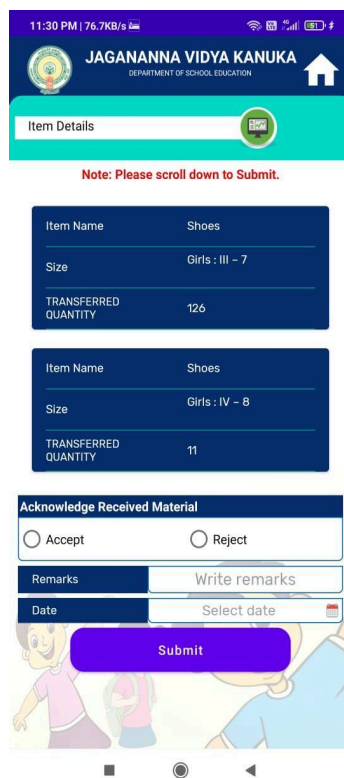 11:30 PM | 76.7KB/s
4G
51
JAGANANNA VIDYA KANUKA
DEPARTMENT OF SCHOOL EDUCATION
Item Details
Note: Please scroll down to Submit.
Item Name Shoes
Size Girls : III – 7
TRANSFERRED QUANTITY 126
Item Name Shoes
Size Girls : IV – 8
TRANSFERRED QUANTITY 11
Acknowledge Received Material
Accept Reject
Remarks Write remarks
Date Select date
Submit